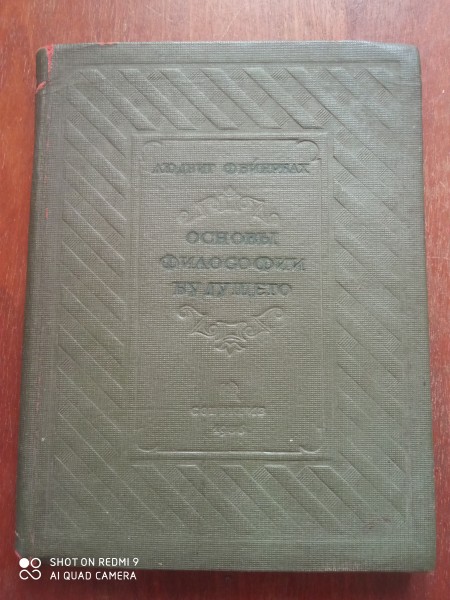 ЛЮДВИГ ФЕЙЕРБАХ
ОСНОВЫ
ФИЛОСОФИИ
БУДУЩЕГО
СОЦЭКГИЗ
SHOT ON REDMI 9
AI QUAD CAMERA